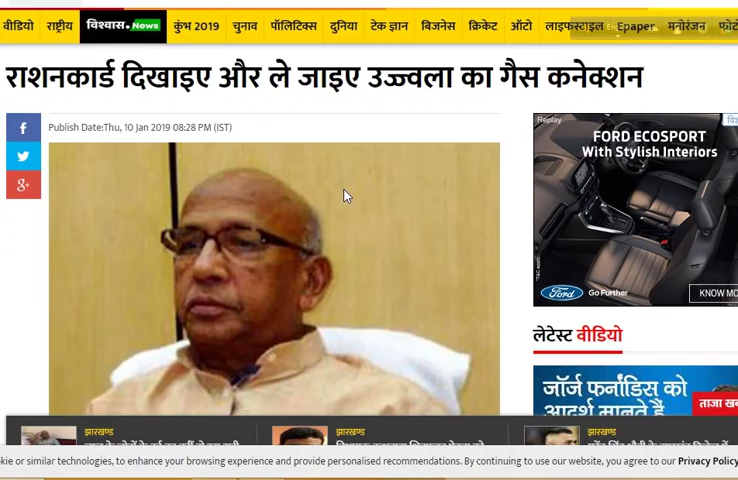 वीडियो राष्ट्रीय विश्वास.News कुंभ 2019 चुनाव पॉलिटिक्स दुनिया टेक ज्ञान बिजनेस क्रिकेट ऑटो लाइफस्टाइल Epaper मनोरंजन
राशनकार्ड दिखाइए और ले जाइए उज्ज्वला का गैस कनेक्शन
Publish Date:Thu, 10 Jan 2019 08:28 PM (IST)
Replay
FORD ECOSPORT
With Stylish Interiors
Ford Go Further
KNOW MO
लेटेस्ट वीडियो
जॉर्ज फर्नांडिस को
आदर्श मानते हैं
झारखण्ड
झारखण्ड
झारखण्ड
kie or similar technologies, to enhance your browsing experience and provide personalised recommendations. By continuing to use our website, you agree to our Privacy Policy